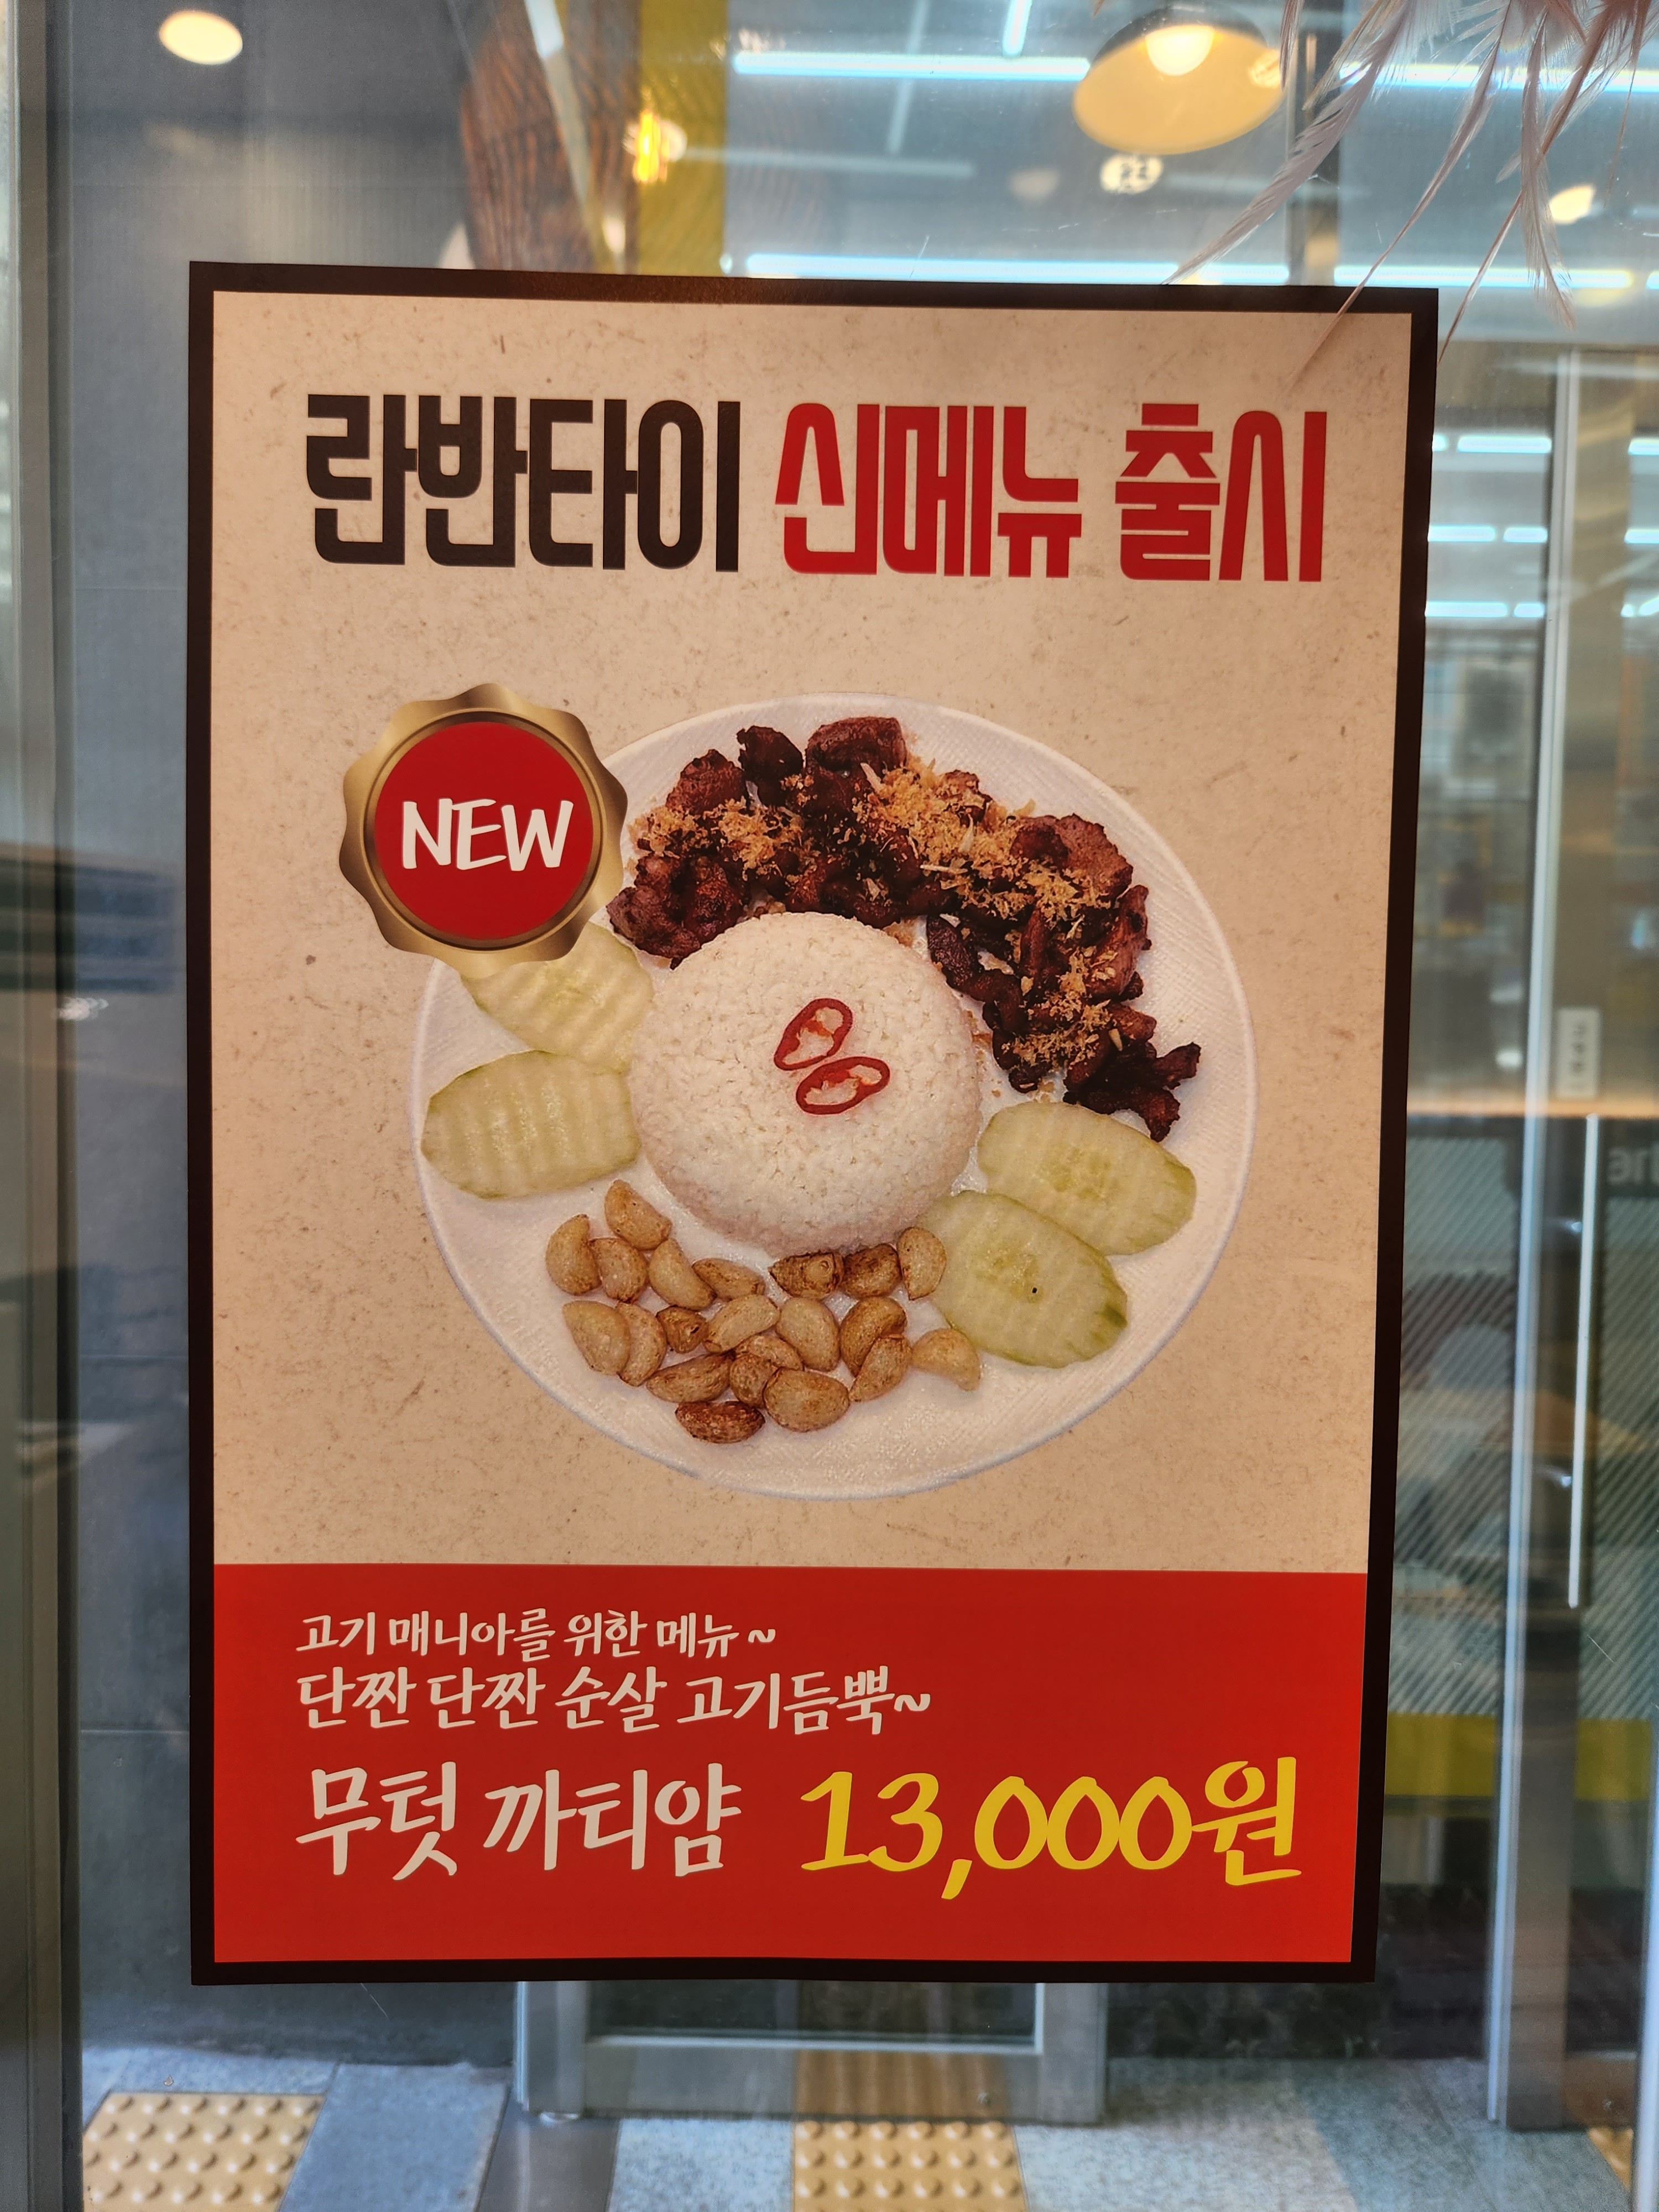 란반타이 신메뉴 출시
NEW
고기 매니아를 위한 메뉴~
단짠 단짠 순살 고기듬뿍~
무텃 까티얌 13,000원